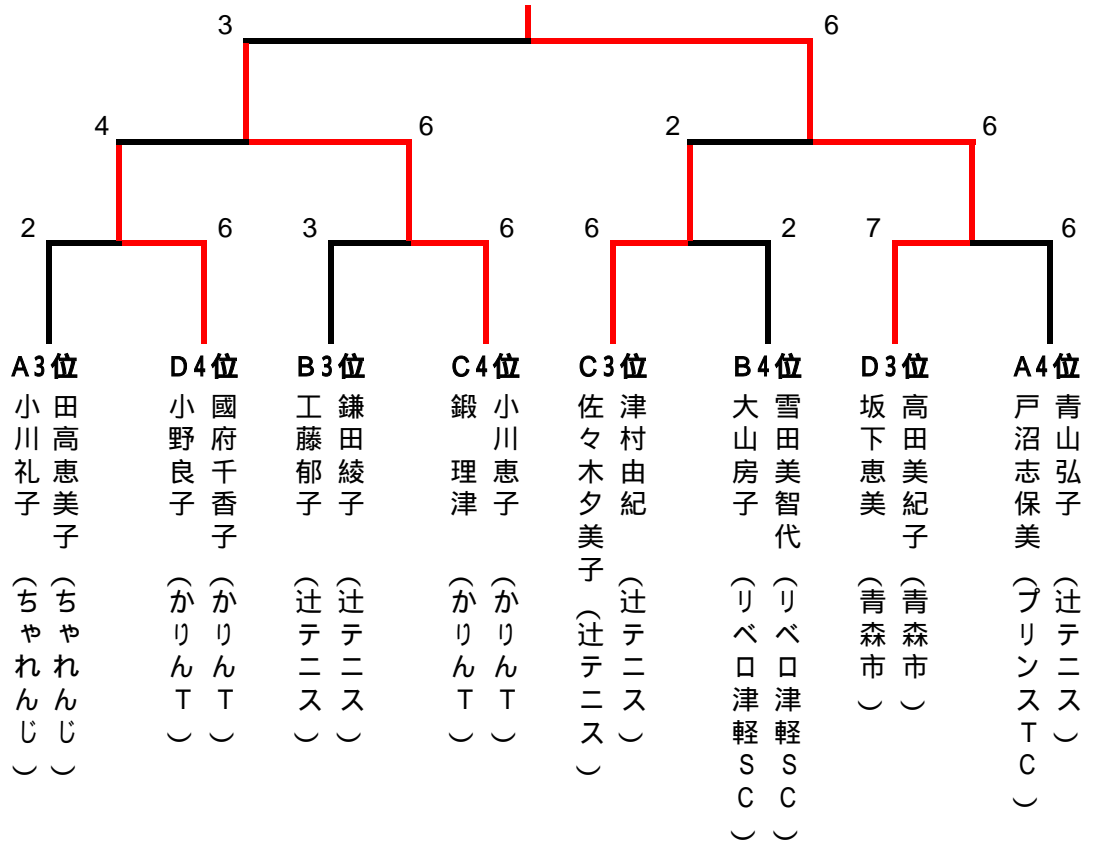 3
6
4
6
2
6
2
6
3
6
6
2
7
6
A3位
D4位
B3位
C4位
C3位
B4位
D3位
A4位
田高恵美子(ちゃれんじ)
小川礼子(ちゃれんじ)
國府千香子(かりんT)
小野良子(かりんT)
鎌田綾子(辻テニス)
工藤郁子(辻テニス)
小川恵子(かりんT)
鍛 理津(かりんT)
津村由紀(辻テニス)
佐々木夕美子(辻テニス)
雪田美智代(リベロ津軽SC)
大山房子(リベロ津軽SC)
高田美紀子(青森市)
坂下恵美(青森市)
青山弘子(辻テニス)
戸沼志保美(プリンスTC)